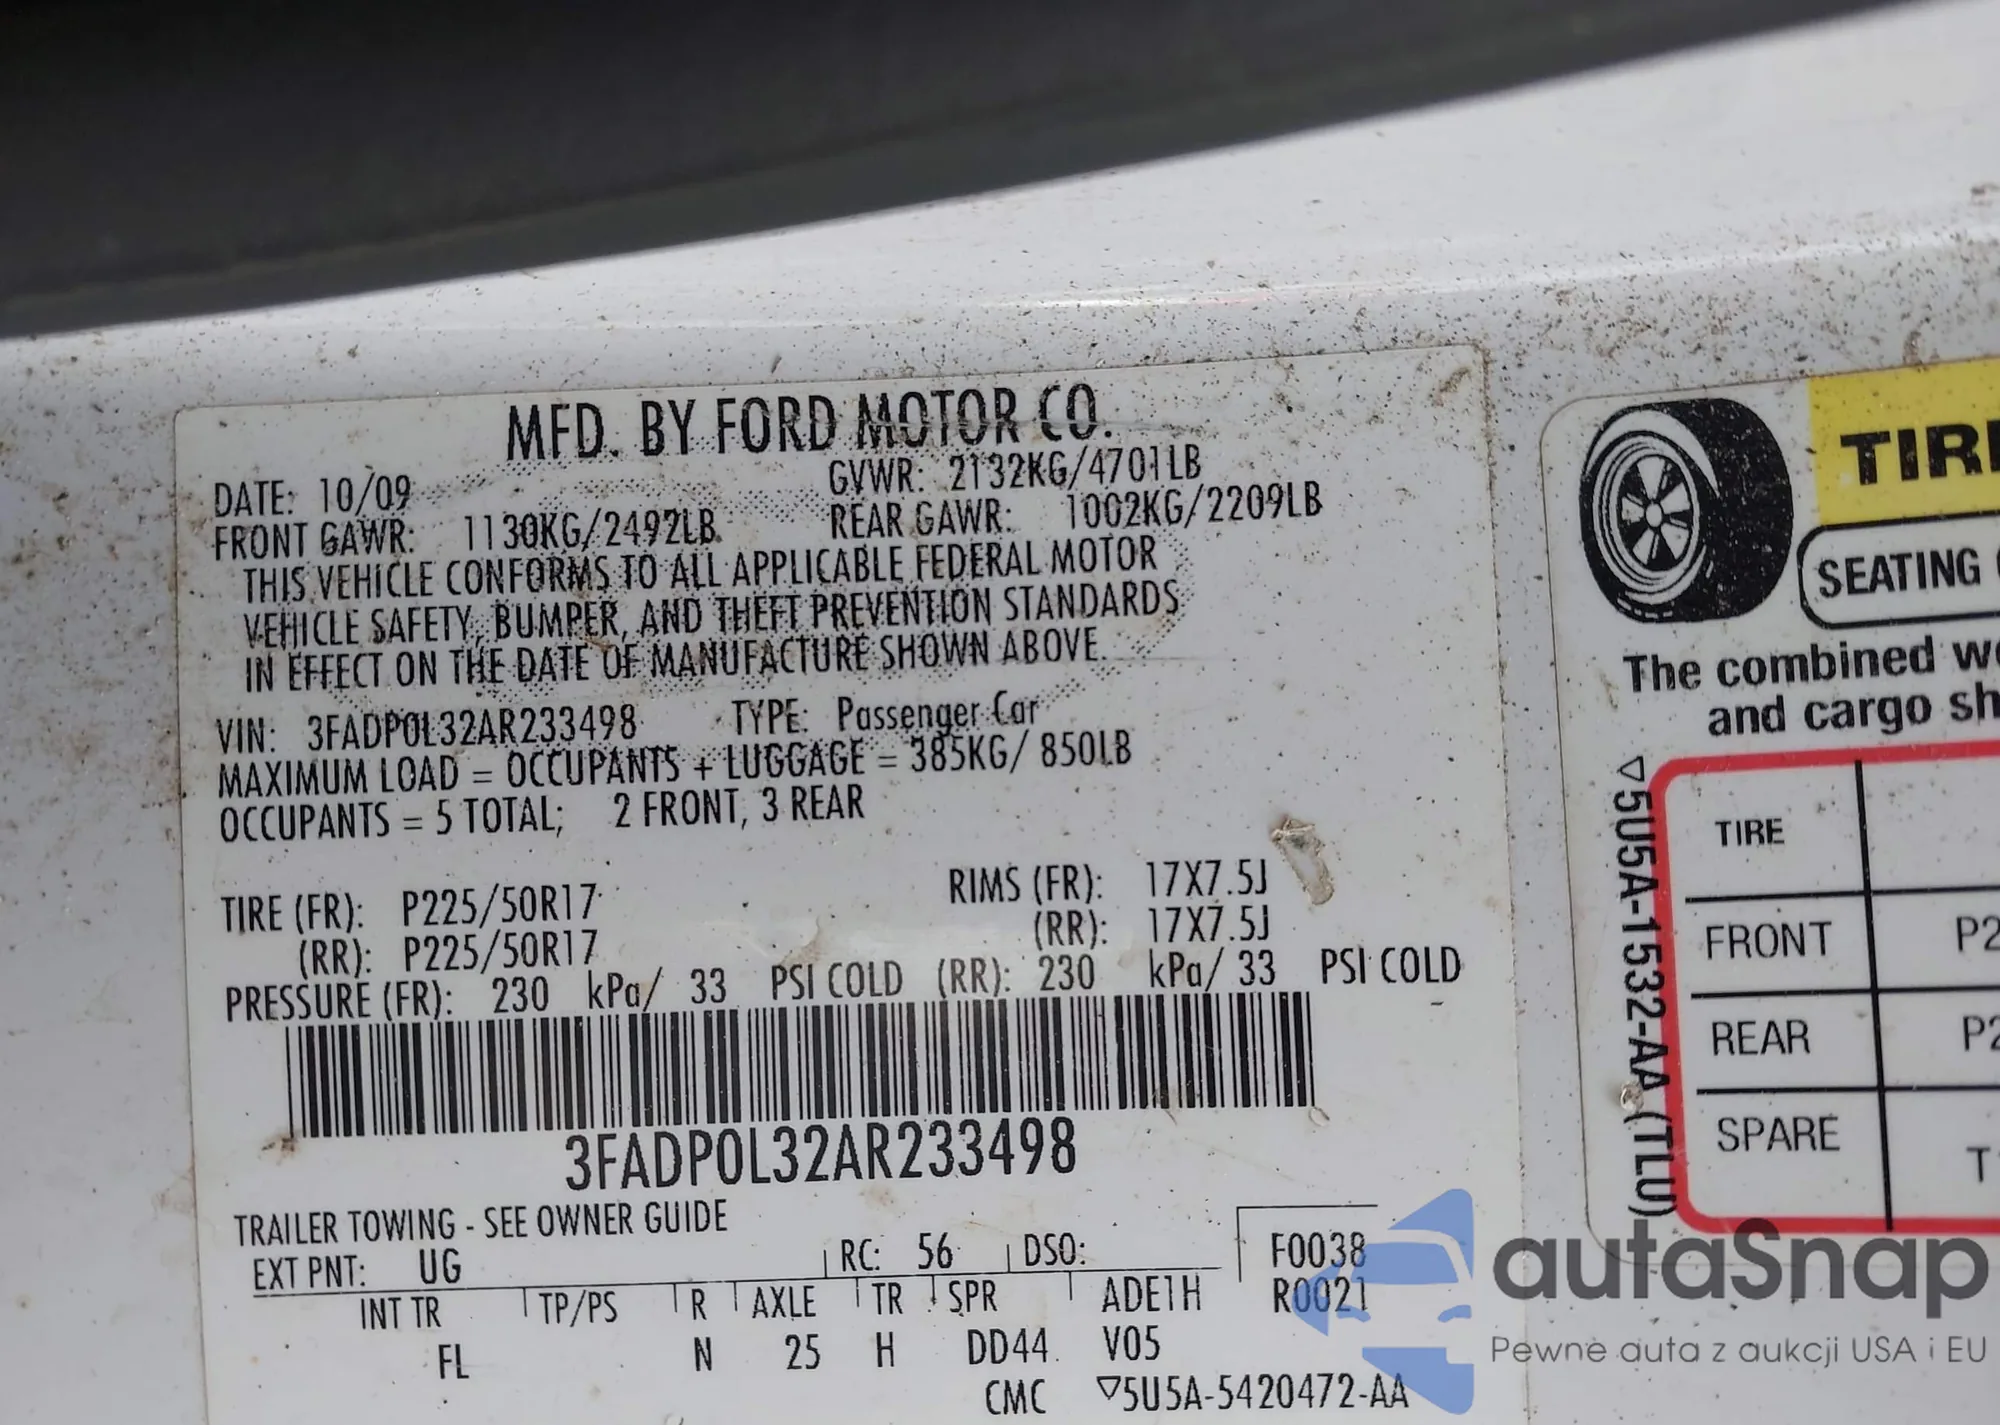 MFD. BY FORD MOTOR CO.
DATE: 10/09 GVWR: 2132KG/4701LB
FRONT GAWR: 1130KG/2492LB REAR GAWR: 1002KG/2209LB
THIS VEHICLE CONFORMS TO ALL APPLICABLE FEDERAL MOTOR
VEHICLE SAFETY, BUMPER, AND THEFT PREVENTION STANDARDS
IN EFFECT ON THE DATE OF MANUFACTURE SHOWN ABOVE.
VIN: 3FADP0L32AR233498 TYPE: Passenger Car
MAXIMUM LOAD = OCCUPANTS + LUGGAGE = 385KG/ 850LB
OCCUPANTS = 5 TOTAL; 2 FRONT, 3 REAR
TIRE (FR): P225/50R17 RIMS (FR): 17X7.5J
(RR): P225/50R17 (RR): 17X7.5J
PRESSURE (FR): 230 kPa/ 33 PSI COLD (RR): 230 kPa/ 33 PSI COLD
3FADP0L32AR233498
TRAILER TOWING - SEE OWNER GUIDE
EXT PNT: UG RC: 56 DSO: F0038
INT TR TP/PS R AXLE TR SPR ADE1H R0021
FL N 25 H DD44 V05
CMC ▽5U5A-5420472-AA
TIR
SEATING
The combined
and cargo
▽5U5A-1532-AA (TLU)
TIRE
FRONT P2
REAR P2
SPARE T
autaSnap
Pewne auta z aukcji USA i EU